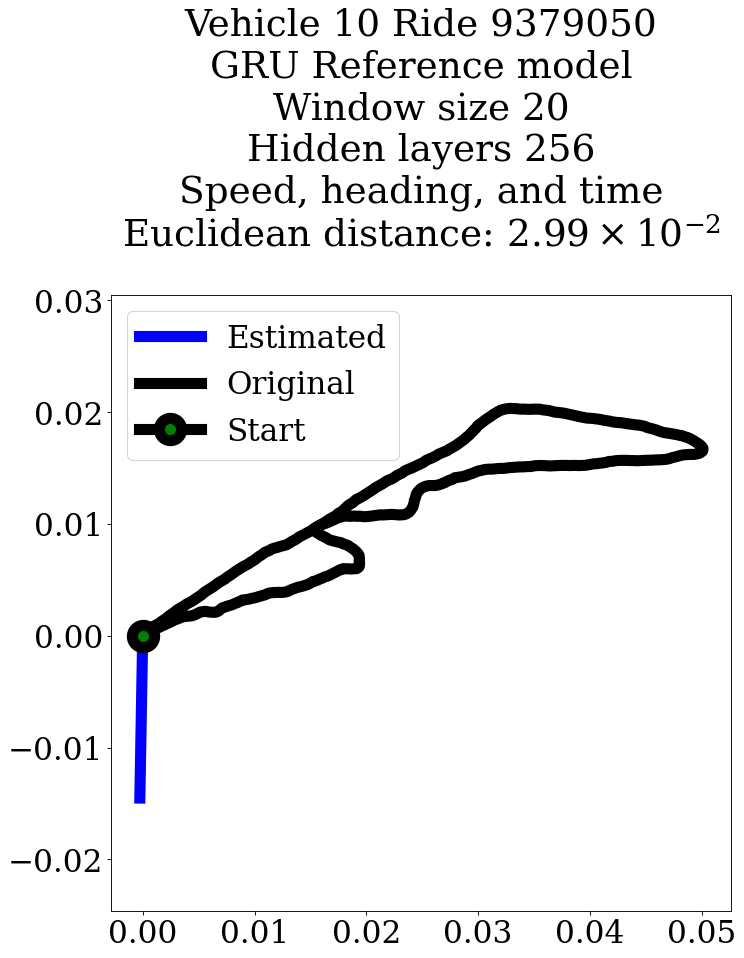 Vehicle 10 Ride 9379050
GRU Reference model
Window size 20
Hidden layers 256
Speed, heading, and time
Euclidean distance: 2.99 × 10⁻²
Estimated
Original
Start
0.03
0.02
0.01
0.00
−0.01
−0.02
0.00 0.01 0.02 0.03 0.04 0.05